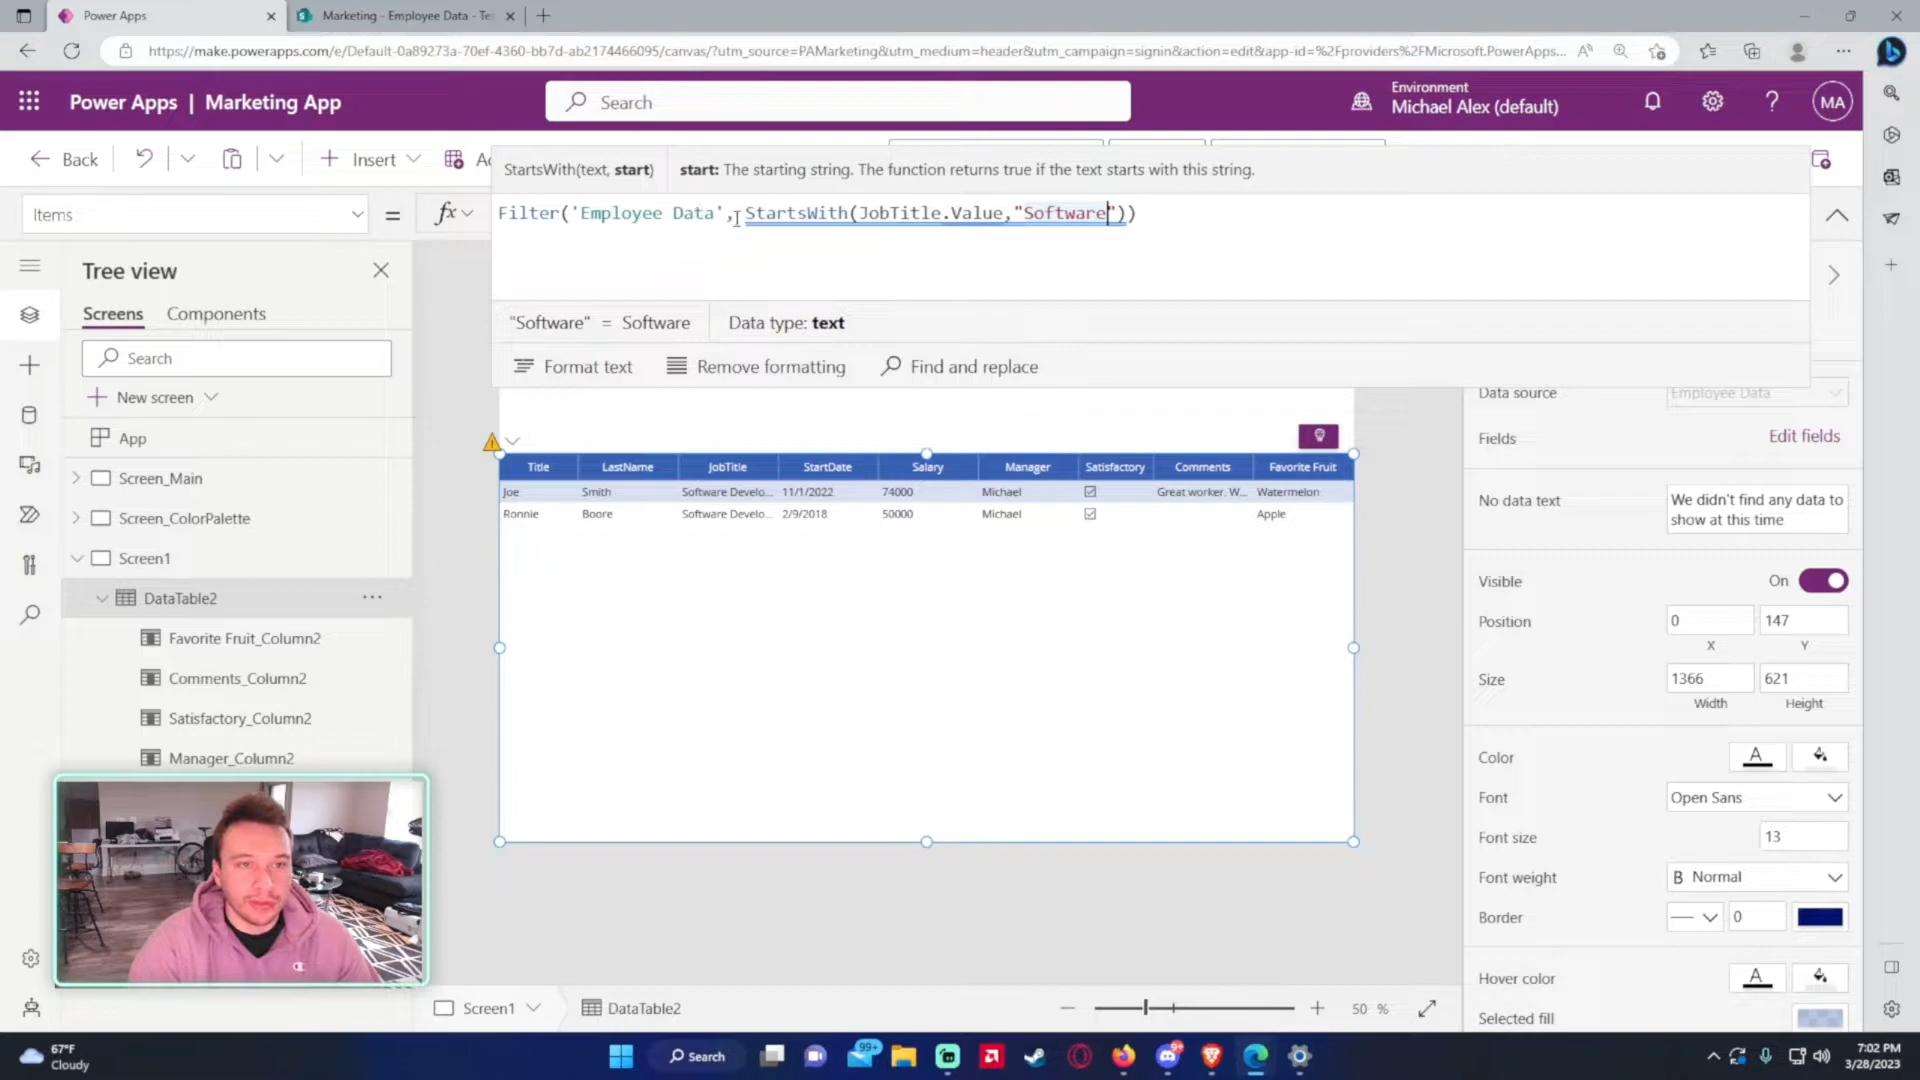 Power Apps
Marketing - Employee Data - Te
https://make.powerapps.com/e/Default-0a89273a-70ef-4360-bb7d-ab2174466095/canvas/?utm_source=PAMarketing&utm_medium=header&utm_campaign=signin&action=edit&app-id=%2Fproviders%2FMicrosoft.PowerApps...
Power Apps | Marketing App
Search
Environment
Michael Alex (default)
MA
Back
Insert
StartsWith(text, start)
start: The starting string. The function returns true if the text starts with this string.
Items
=
fx
Filter('Employee Data', StartsWith(JobTitle.Value,"Software"))
"Software" = Software
Data type: text
Format text
Remove formatting
Find and replace
Tree view
Screens
Components
Search
New screen
App
Screen_Main
Screen_ColorPalette
Screen1
DataTable2
Favorite Fruit_Column2
Comments_Column2
Satisfactory_Column2
Manager_Column2
Title LastName JobTitle StartDate Salary Manager Satisfactory Comments Favorite Fruit
Joe Smith Software Develo... 11/1/2022 74000 Michael Great worker. W... Watermelon
Ronnie Boore Software Develo... 2/9/2018 50000 Michael Apple
Data source
Employee Data
Fields
Edit fields
No data text
We didn't find any data to
show at this time
Visible
On
Position
0
147
X
Y
Size
1366
621
Width
Height
Color
Font
Open Sans
Font size
13
Font weight
B Normal
Border
0
Hover color
Selected fill
Screen1
DataTable2
50 %
67°F
Cloudy
Search
99+
7:02 PM
3/28/2023